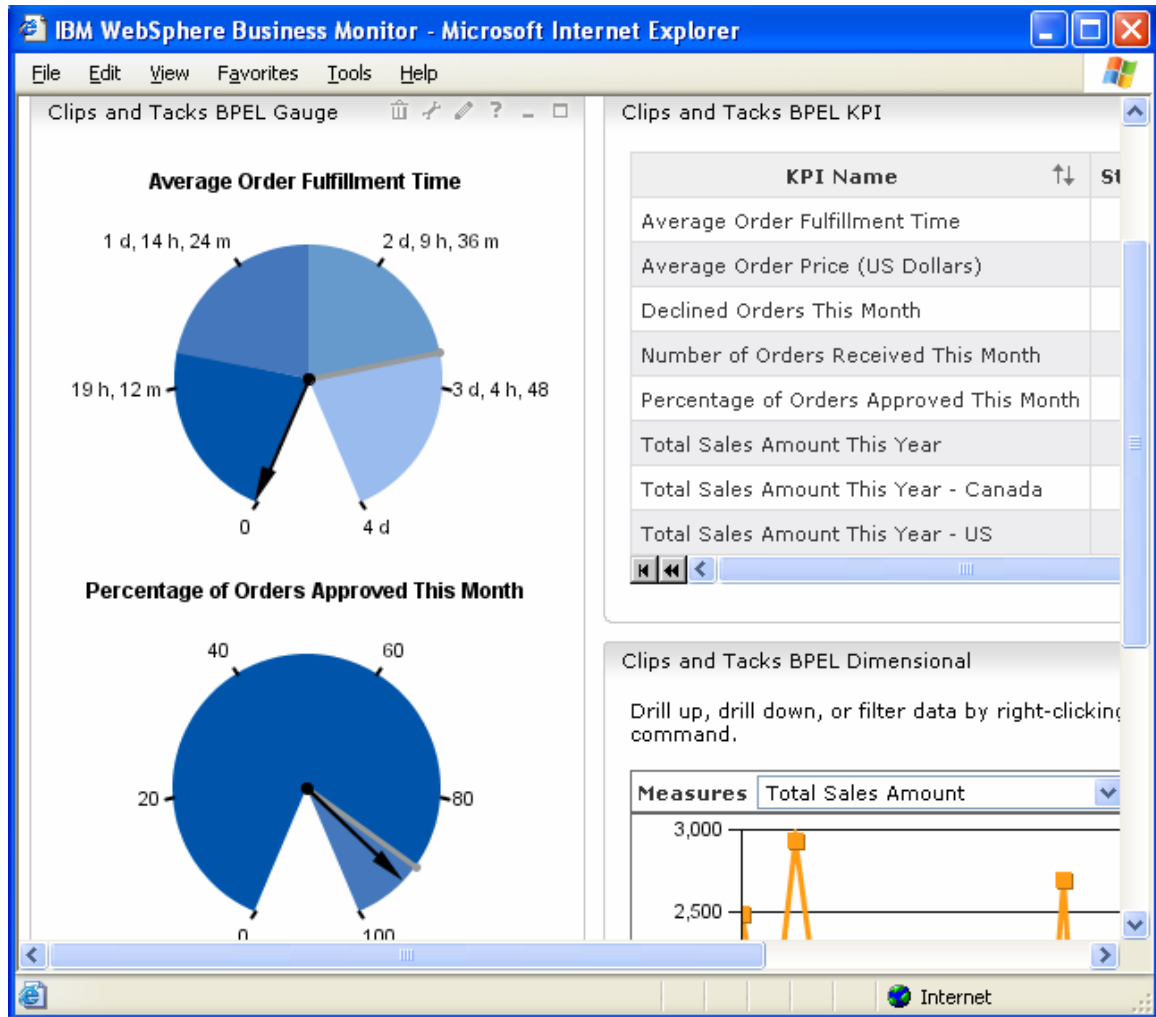 IBM WebSphere Business Monitor - Microsoft Internet Explorer
File Edit View Favorites Tools Help
Clips and Tacks BPEL Gauge ?
Average Order Fulfillment Time
1 d, 14 h, 24 m
2 d, 9 h, 36 m
19 h, 12 m
3 d, 4 h, 48
0
4 d
Percentage of Orders Approved This Month
40
60
20
80
0
100
Clips and Tacks BPEL KPI
KPI Name
Average Order Fulfillment Time
Average Order Price (US Dollars)
Declined Orders This Month
Number of Orders Received This Month
Percentage of Orders Approved This Month
Total Sales Amount This Year
Total Sales Amount This Year - Canada
Total Sales Amount This Year - US
Clips and Tacks BPEL Dimensional
Drill up, drill down, or filter data by right-clicking
command.
Measures Total Sales Amount
3,000
2,500
Internet